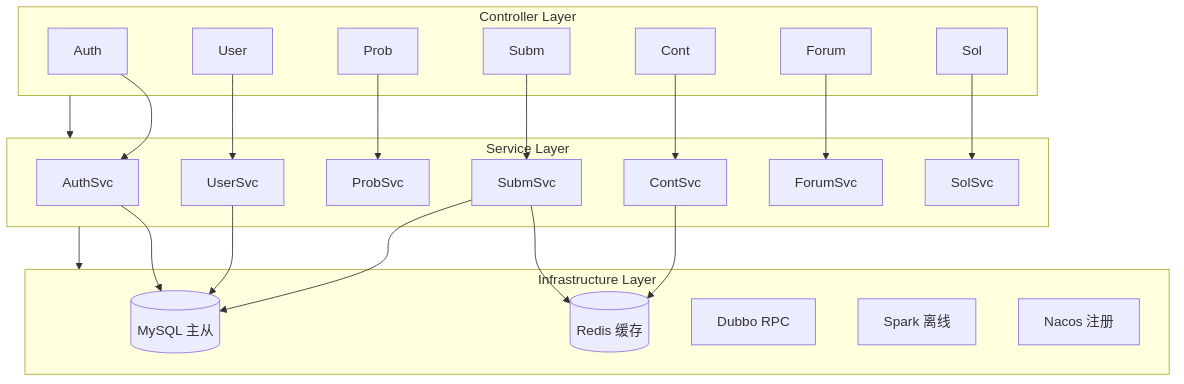 Controller Layer
Auth
User
Prob
Subm
Cont
Forum
Sol
Service Layer
AuthSvc
UserSvc
ProbSvc
SubmSvc
ContSvc
ForumSvc
SolSvc
Infrastructure Layer
MySQL 主从
Redis 缓存
Dubbo RPC
Spark 离线
Nacos 注册